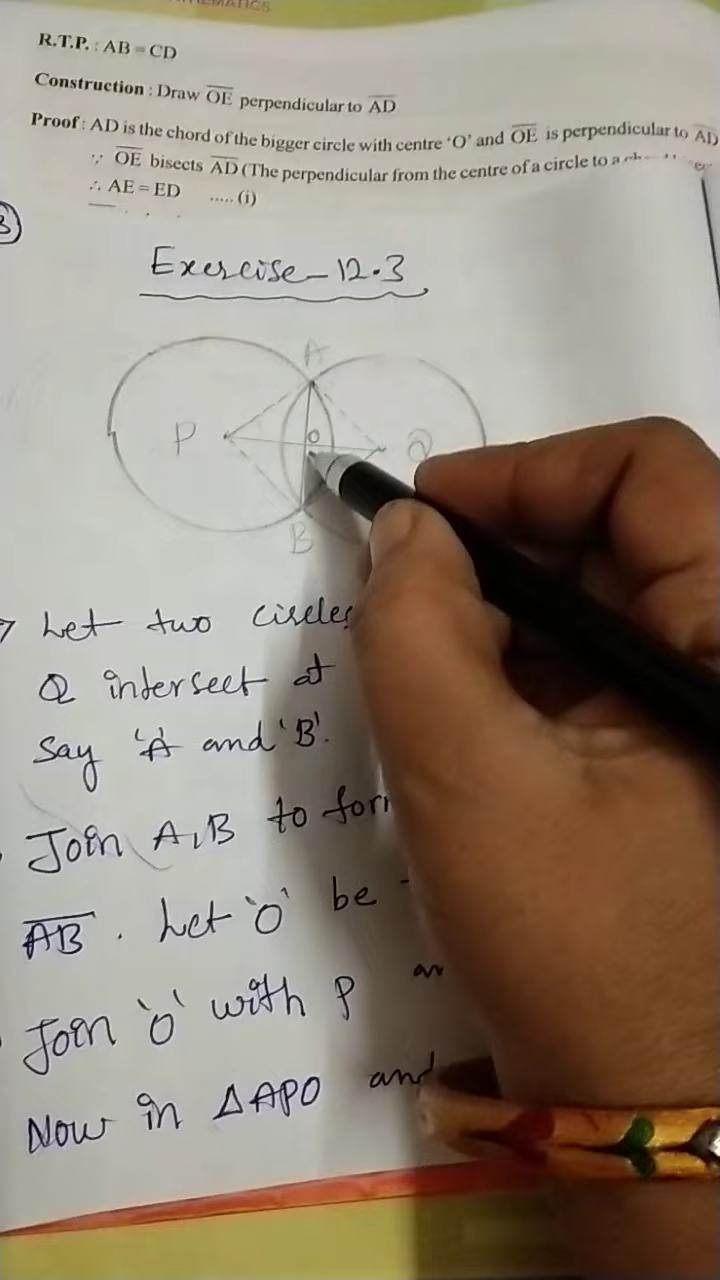 R.T.P. : AB = CD
Construction : Draw OE perpendicular to AD
Proof : AD is the chord of the bigger circle with centre 'O' and OE is perpendicular to AD
∵ OE bisects AD (The perpendicular from the centre of a circle to a
∴ AE = ED ..... (i)
Exercise - 12.3
A
P
O
Q
B
Let two circles
Q intersect at
say 'A' and 'B'.
Join A, B to form
AB. Let 'O' be
Join 'O' with P
Now in ΔAPO and